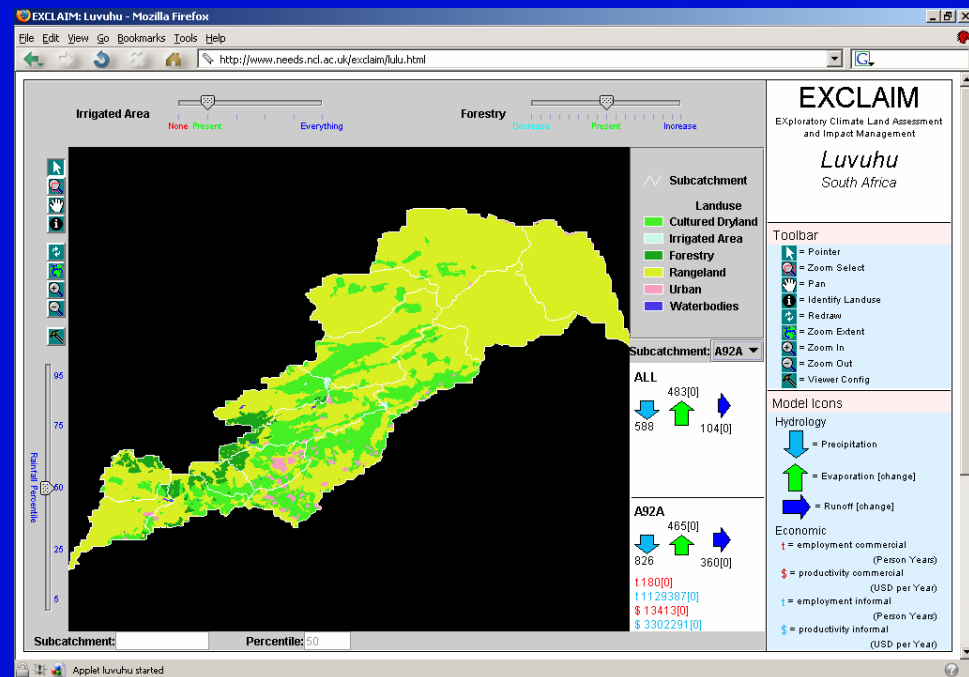 EXCLAIM: Luvuhu - Mozilla Firefox
File Edit View Go Bookmarks Tools Help
http://www.needs.ncl.ac.uk/exclaim/lulu.html
Irrigated Area
None Present Everything
Forestry
Decrease Present Increase
Subcatchment
Landuse
Cultured Dryland
Irrigated Area
Forestry
Rangeland
Urban
Waterbodies
Subcatchment: A92A
ALL
483[0]
588
104[0]
A92A
465[0]
826
360[0]
t 180[0]
t 1129387[0]
$ 13413[0]
$ 3302291[0]
95
75
50
25
5
Rainfall Percentile
Subcatchment: Percentile: 50
EXCLAIM
EXploratory Climate Land Assessment
and Impact Management
Luvuhu
South Africa
Toolbar
= Pointer
= Zoom Select
= Pan
= Identify Landuse
= Redraw
= Zoom Extent
= Zoom In
= Zoom Out
= Viewer Config
Model Icons
Hydrology
= Precipitation
= Evaporation [change]
= Runoff [change]
Economic
t = employment commercial
(Person Years)
$ = productivity commercial
(USD per Year)
t = employment informal
(Person Years)
$ = productivity informal
(USD per Year)
Applet luvuhu started